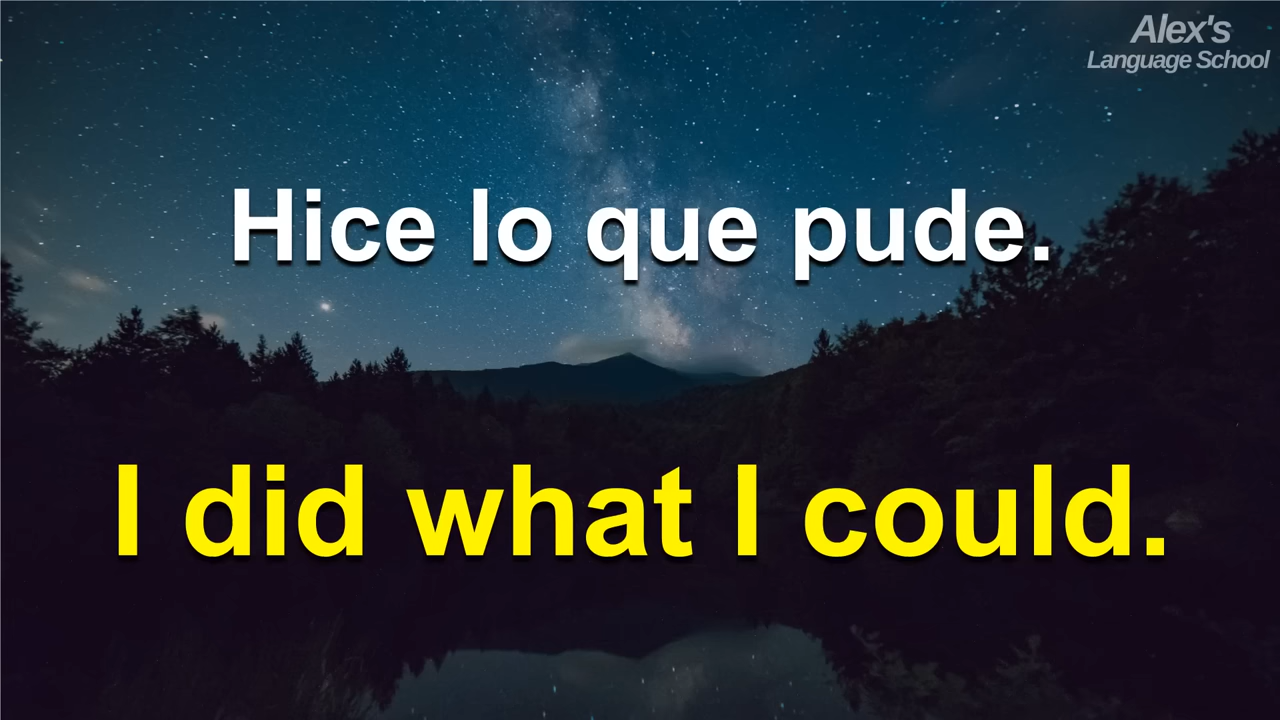 Alex's
Language School
Hice lo que pude.
I did what I could.